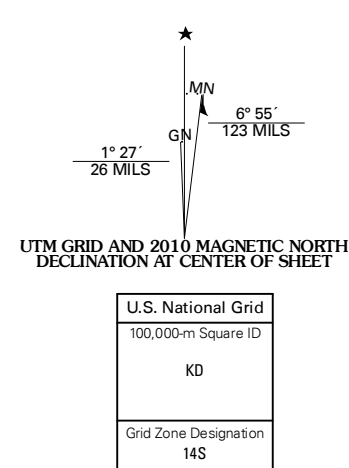 ★
MN
6° 55´
123 MILS
GN
1° 27´
26 MILS
UTM GRID AND 2010 MAGNETIC NORTH
DECLINATION AT CENTER OF SHEET
U.S. National Grid
100,000-m Square ID
KD
Grid Zone Designation
14S